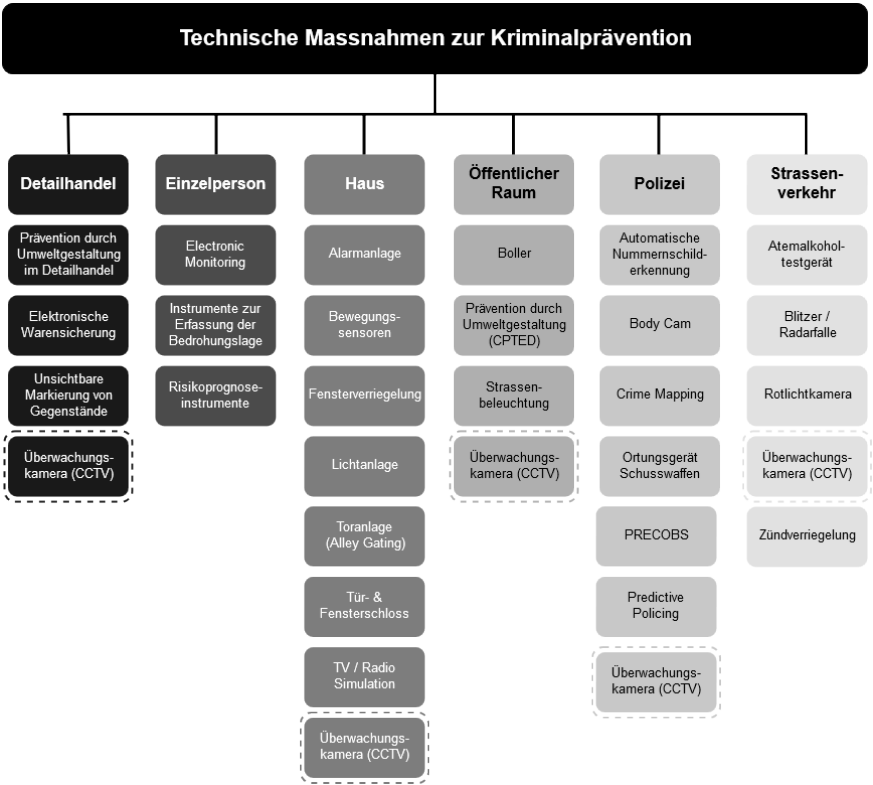 Technische Massnahmen zur Kriminalprävention
Detailhandel
Prävention durch
Umweltgestaltung
im Detailhandel
Elektronische
Warensicherung
Unsichtbare
Markierung von
Gegenstände
Überwachungs-
kamera (CCTV)
Einzelperson
Electronic
Monitoring
Instrumente zur
Erfassung der
Bedrohungslage
Risikoprognose-
instrumente
Haus
Alarmanlage
Bewegungs-
sensoren
Fensterverriegelung
Lichtanlage
Toranlage
(Alley Gating)
Tür- &
Fensterschloss
TV / Radio
Simulation
Überwachungs-
kamera (CCTV)
Öffentlicher
Raum
Boller
Prävention durch
Umweltgestaltung
(CPTED)
Strassen-
beleuchtung
Überwachungs-
kamera (CCTV)
Polizei
Automatische
Nummernschild-
erkennung
Body Cam
Crime Mapping
Ortungsgerät
Schusswaffen
PRECOBS
Predictive
Policing
Überwachungs-
kamera (CCTV)
Strassen-
verkehr
Atemalkohol-
testgerät
Blitzer /
Radarfalle
Rotlichtkamera
Überwachungs-
kamera (CCTV)
Zündverriegelung